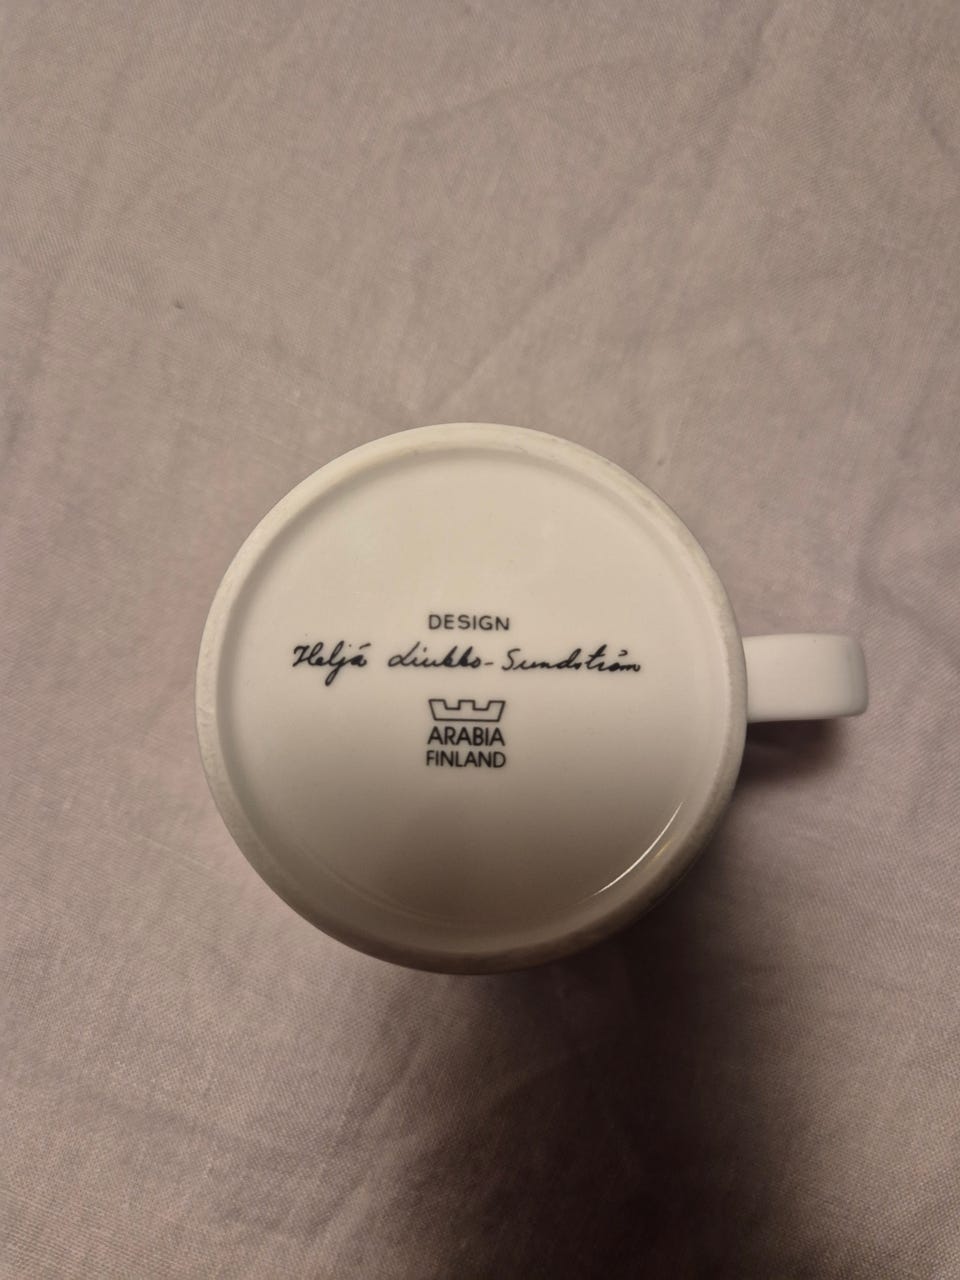 DESIGN
Heljä Liukko-Sundström
ARABIA
FINLAND